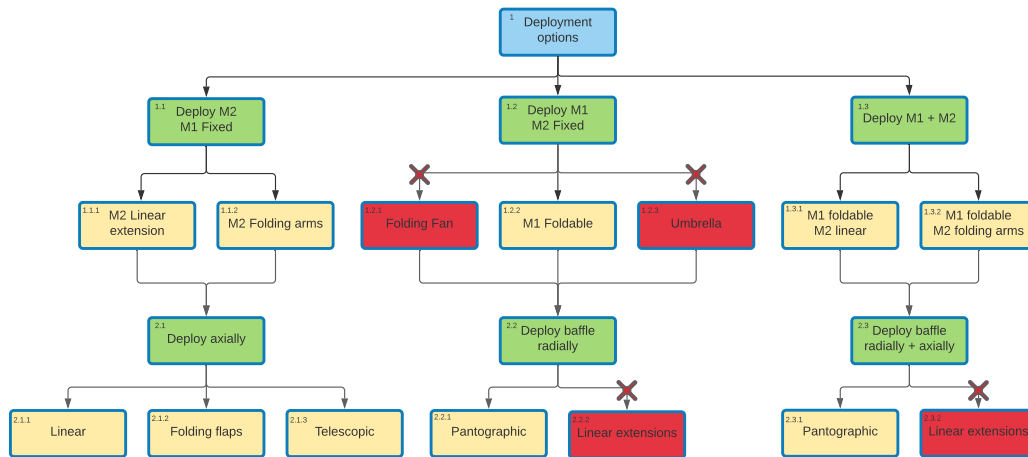 1
Deployment
options
1.1
Deploy M2
M1 Fixed
1.2
Deploy M1
M2 Fixed
1.3
Deploy M1 + M2
1.1.1
M2 Linear
extension
1.1.2
M2 Folding arms
1.2.1
Folding Fan
1.2.2
M1 Foldable
1.2.3
Umbrella
1.3.1
M1 foldable
M2 linear
1.3.2
M1 foldable
M2 folding arms
2.1
Deploy axially
2.2
Deploy baffle
radially
2.3
Deploy baffle
radially + axially
2.1.1
Linear
2.1.2
Folding flaps
2.1.3
Telescopic
2.2.1
Pantographic
2.2.2
Linear extensions
2.3.1
Pantographic
2.3.2
Linear extensions